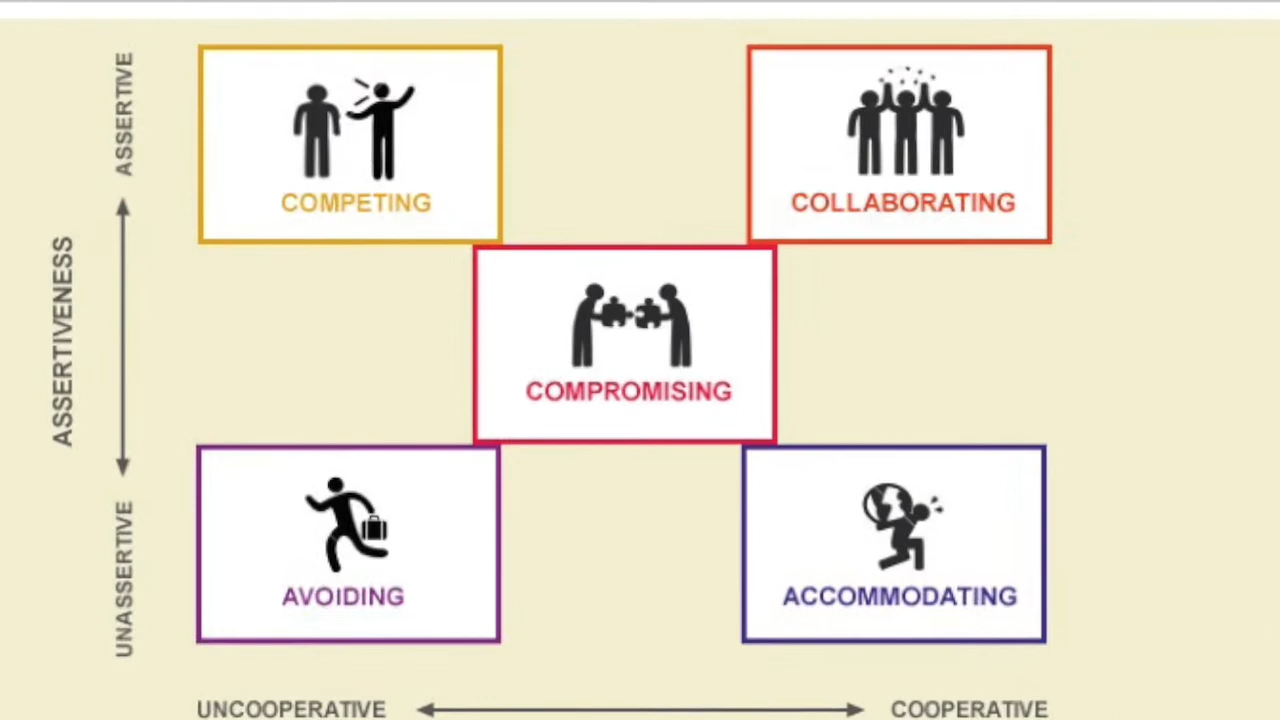 ASSERTIVE
COMPETING
COLLABORATING
ASSERTIVENESS
COMPROMISING
UNASSERTIVE
AVOIDING
ACCOMMODATING
UNCOOPERATIVE
COOPERATIVE